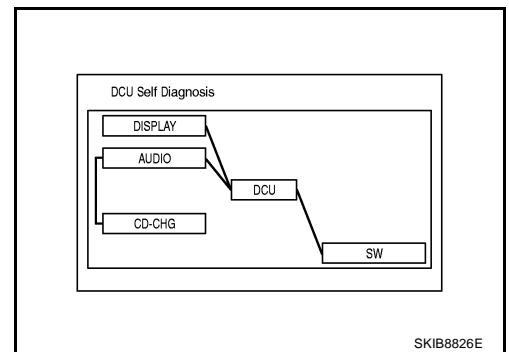 DCU Self Diagnosis
DISPLAY
AUDIO
DCU
CD-CHG
SW
SKIB8826E